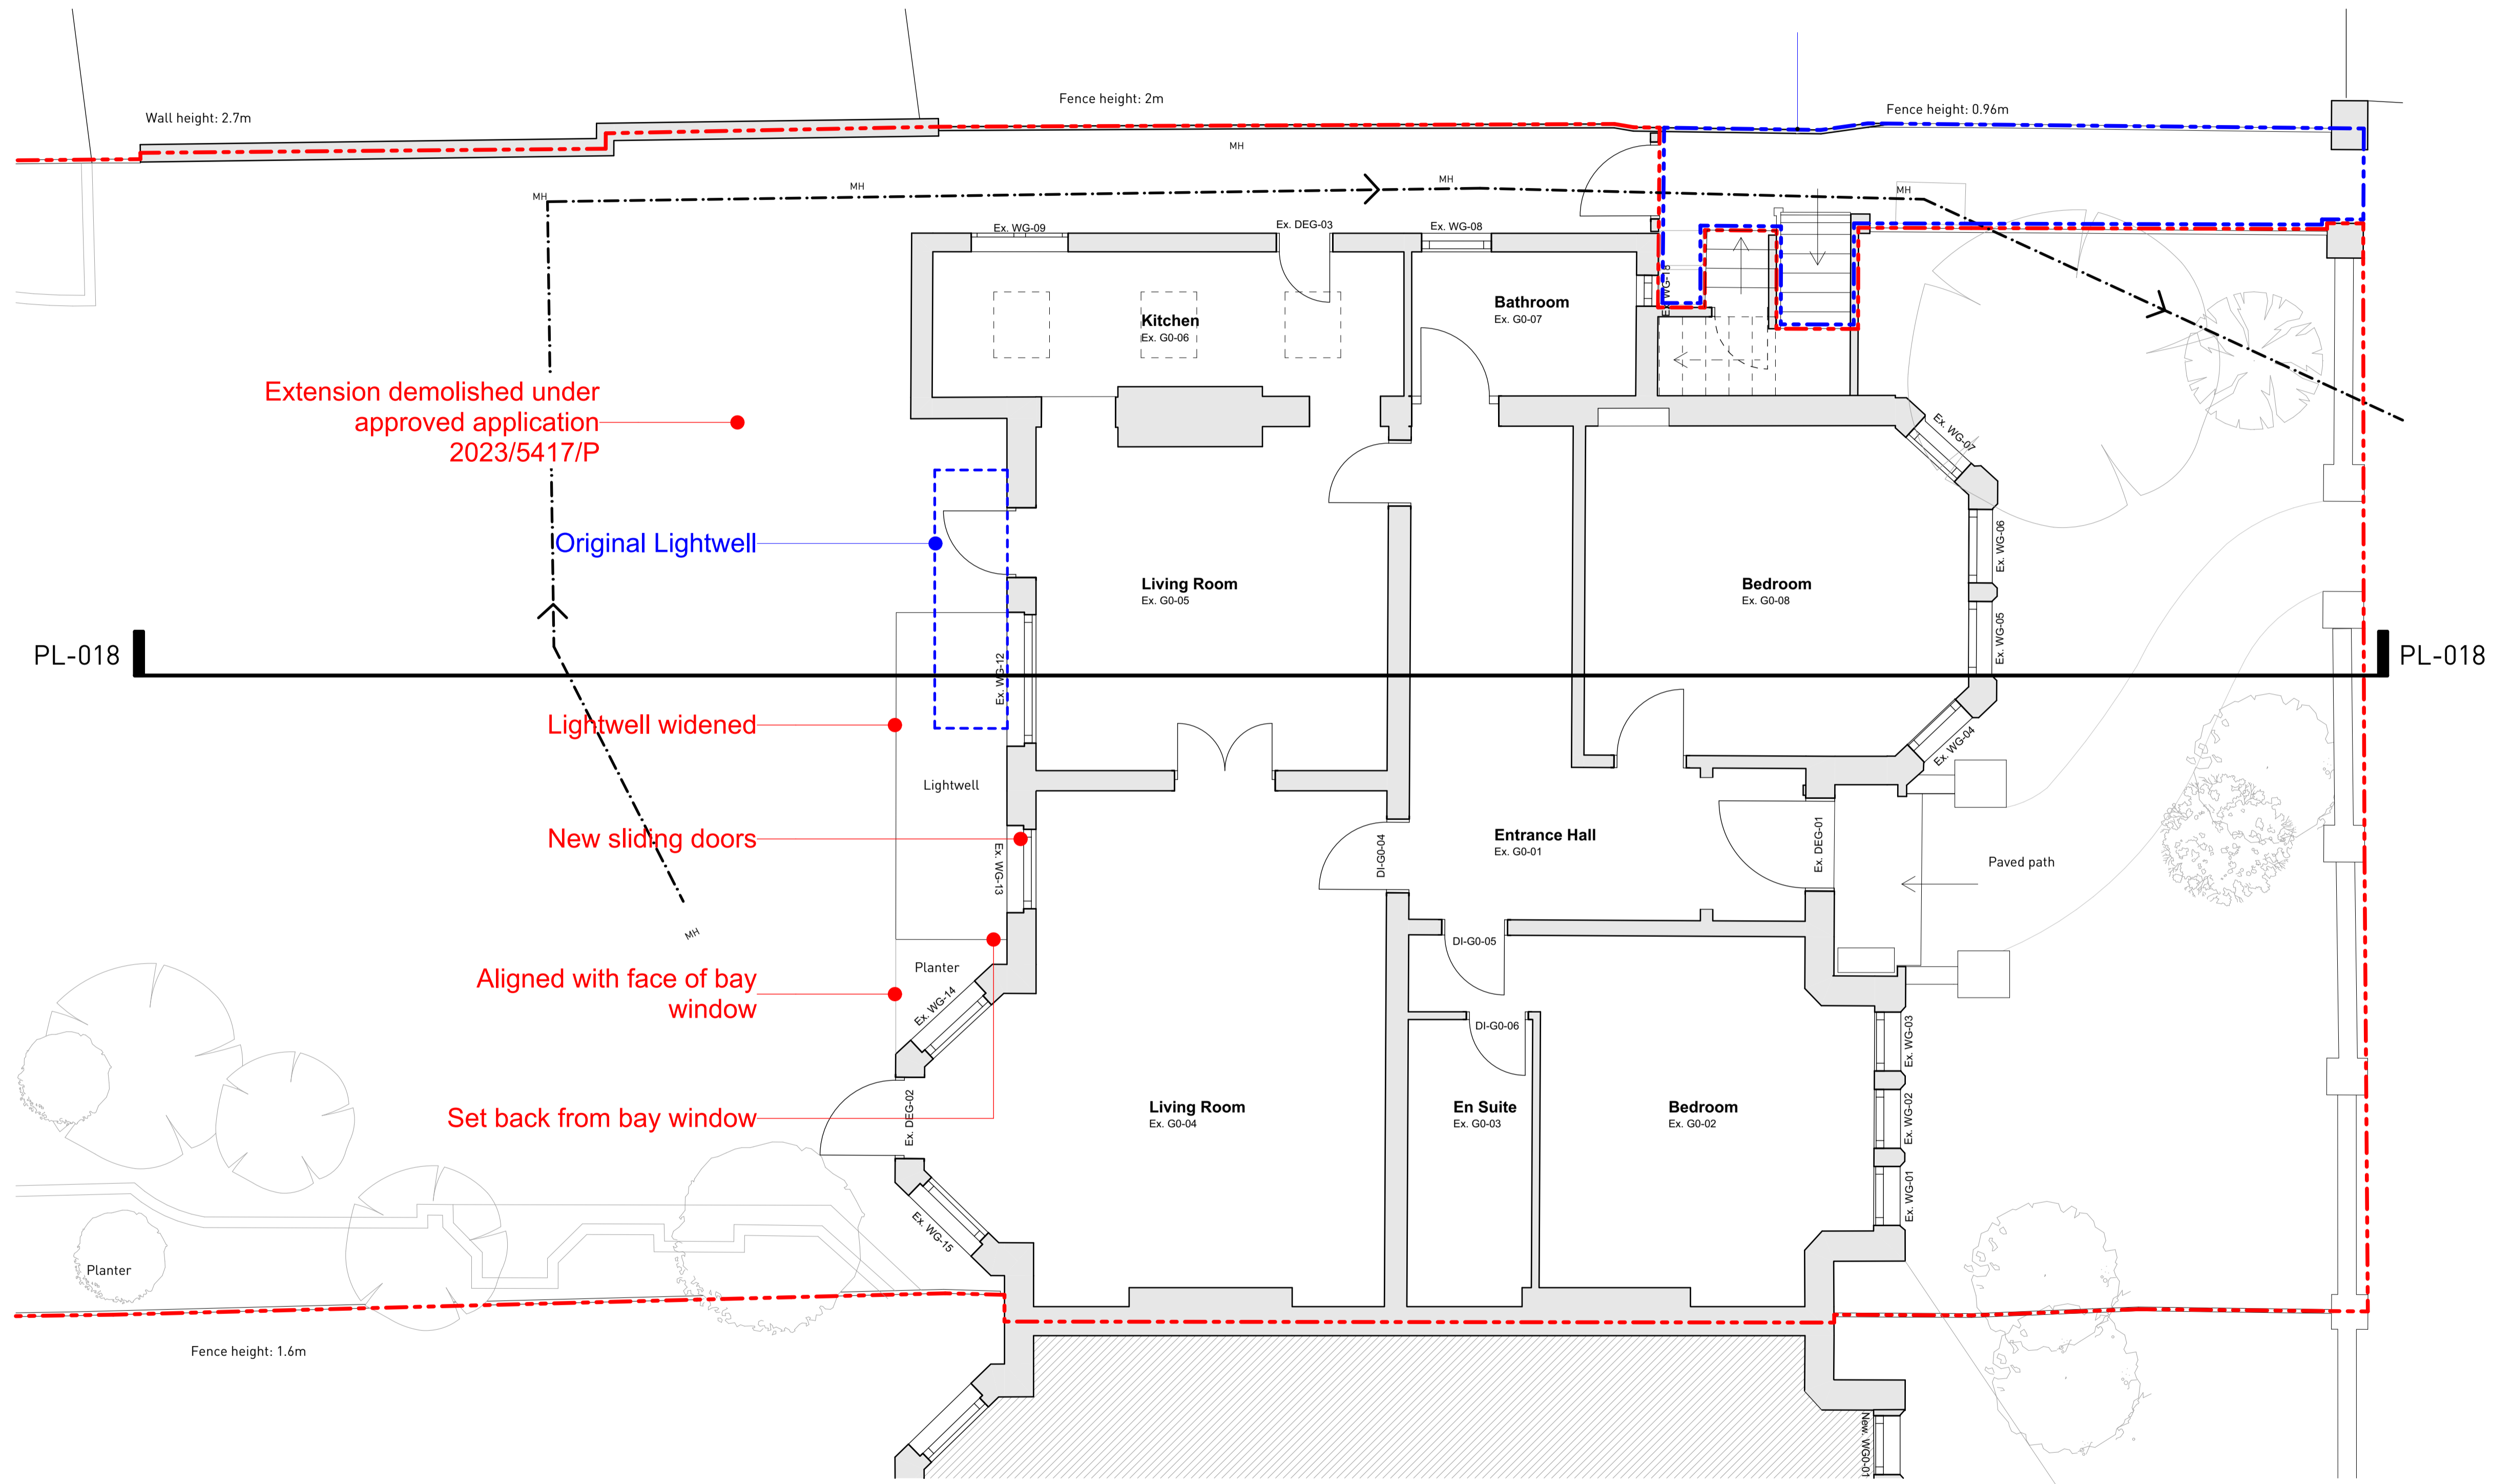 Fence height: 2m
Fence height: 0.96m
Wall height: 2.7m
MH
MH
MH
MH
MH
Ex. WG-09
Ex. DEG-03
Ex. WG-08
Kitchen
Ex. G0-06
Bathroom
Ex. G0-07
Extension demolished under
approved application
2023/5417/P
Ex. WG-07
Original Lightwell
Ex. WG-06
Living Room
Ex. G0-05
Bedroom
Ex. G0-08
Ex. WG-05
PL-018
PL-018
Ex. WG-12
Lightwell widened
Ex. WG-04
Lightwell
New sliding doors
Ex. WG-13
DI-G0-04
Entrance Hall
Ex. G0-01
Ex. DEG-01
Paved path
MH
DI-G0-05
Planter
Aligned with face of bay
window
Ex. WG-14
DI-G0-06
Ex. WG-03
Set back from bay window
Ex. DEG-02
Living Room
Ex. G0-04
En Suite
Ex. G0-03
Bedroom
Ex. G0-02
Ex. WG-02
Ex. WG-01
Ex. WG-15
Planter
Fence height: 1.6m
New. WG0-01